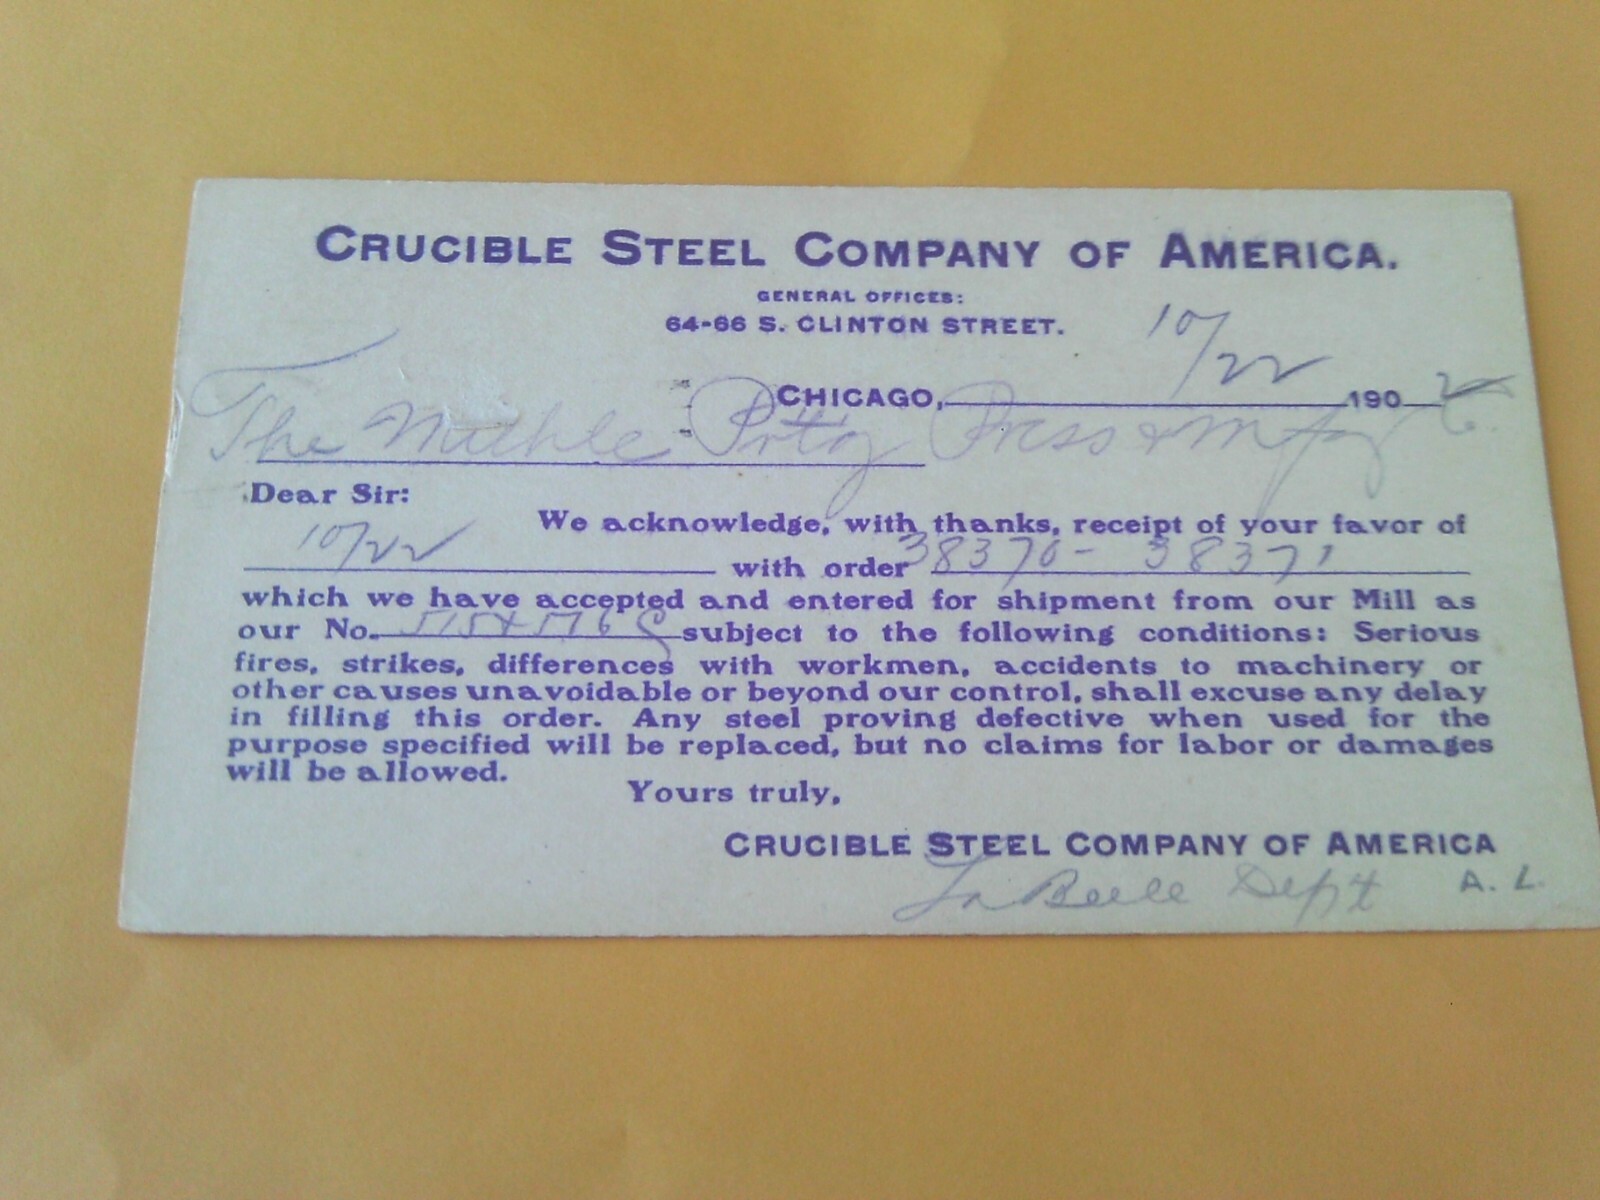 CRUCIBLE STEEL COMPANY OF AMERICA.
GENERAL OFFICES:
64-66 S. CLINTON STREET.
10/22
CHICAGO, 190 2
The Miehle Prtg Press & Mfg Co
Dear Sir:
We acknowledge, with thanks, receipt of your favor of
10/22 with order 38370 - 38371
which we have accepted and entered for shipment from our Mill as
our No. subject to the following conditions: Serious
fires, strikes, differences with workmen, accidents to machinery or
other causes unavoidable or beyond our control, shall excuse any delay
in filling this order. Any steel proving defective when used for the
purpose specified will be replaced, but no claims for labor or damages
will be allowed.
Yours truly,
CRUCIBLE STEEL COMPANY OF AMERICA
La Belle Dept A. L.